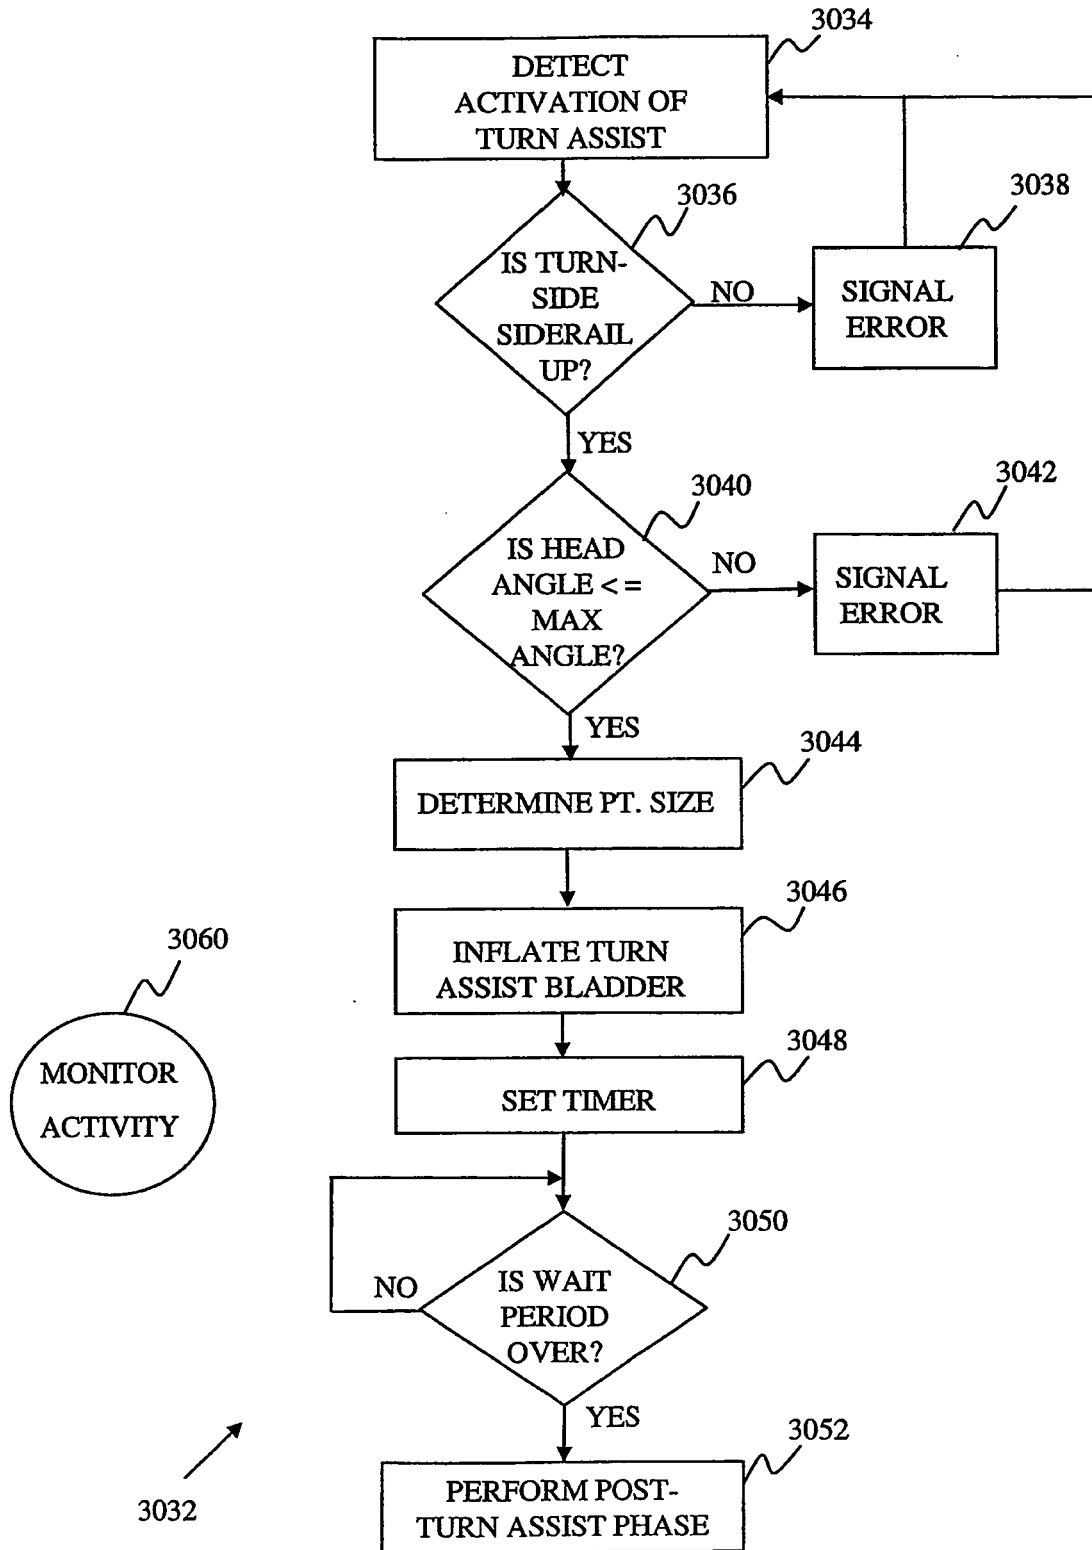 3034
DETECT
ACTIVATION OF
TURN ASSIST
3036
IS TURN-
SIDE
SIDERAIL
UP?
NO
3038
SIGNAL
ERROR
YES
3040
IS HEAD
ANGLE < =
MAX
ANGLE?
NO
3042
SIGNAL
ERROR
YES
3044
DETERMINE PT. SIZE
3046
INFLATE TURN
ASSIST BLADDER
3060
MONITOR
ACTIVITY
3048
SET TIMER
3050
IS WAIT
PERIOD
OVER?
NO
YES
3052
PERFORM POST-
TURN ASSIST PHASE
3032